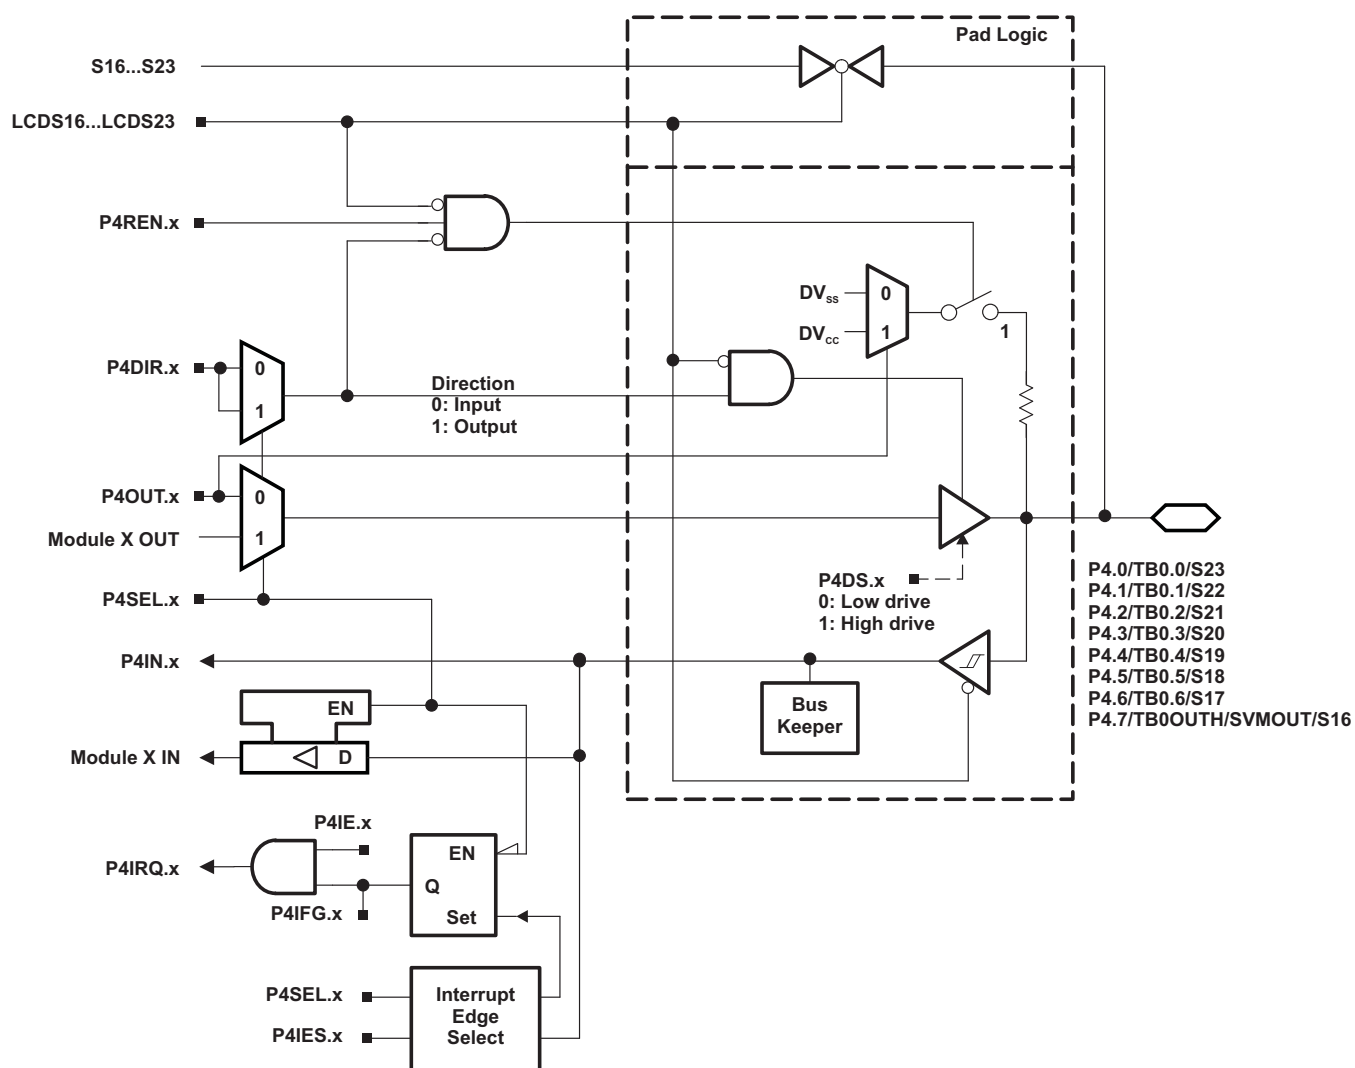 Pad Logic
S16...S23
LCDS16...LCDS23
P4REN.x
DVSS
0
DVCC
1
1
P4DIR.x
0
1
Direction
0: Input
1: Output
P4OUT.x
0
Module X OUT
1
P4DS.x
0: Low drive
1: High drive
P4.0/TB0.0/S23
P4.1/TB0.1/S22
P4.2/TB0.2/S21
P4.3/TB0.3/S20
P4.4/TB0.4/S19
P4.5/TB0.5/S18
P4.6/TB0.6/S17
P4.7/TB0OUTH/SVMOUT/S16
P4SEL.x
P4IN.x
Bus
Keeper
EN
Module X IN
D
P4IE.x
P4IRQ.x
EN
Q
P4IFG.x
Set
P4SEL.x
P4IES.x
Interrupt
Edge
Select